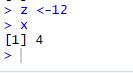 > z <-12
> x
[1] 4
>